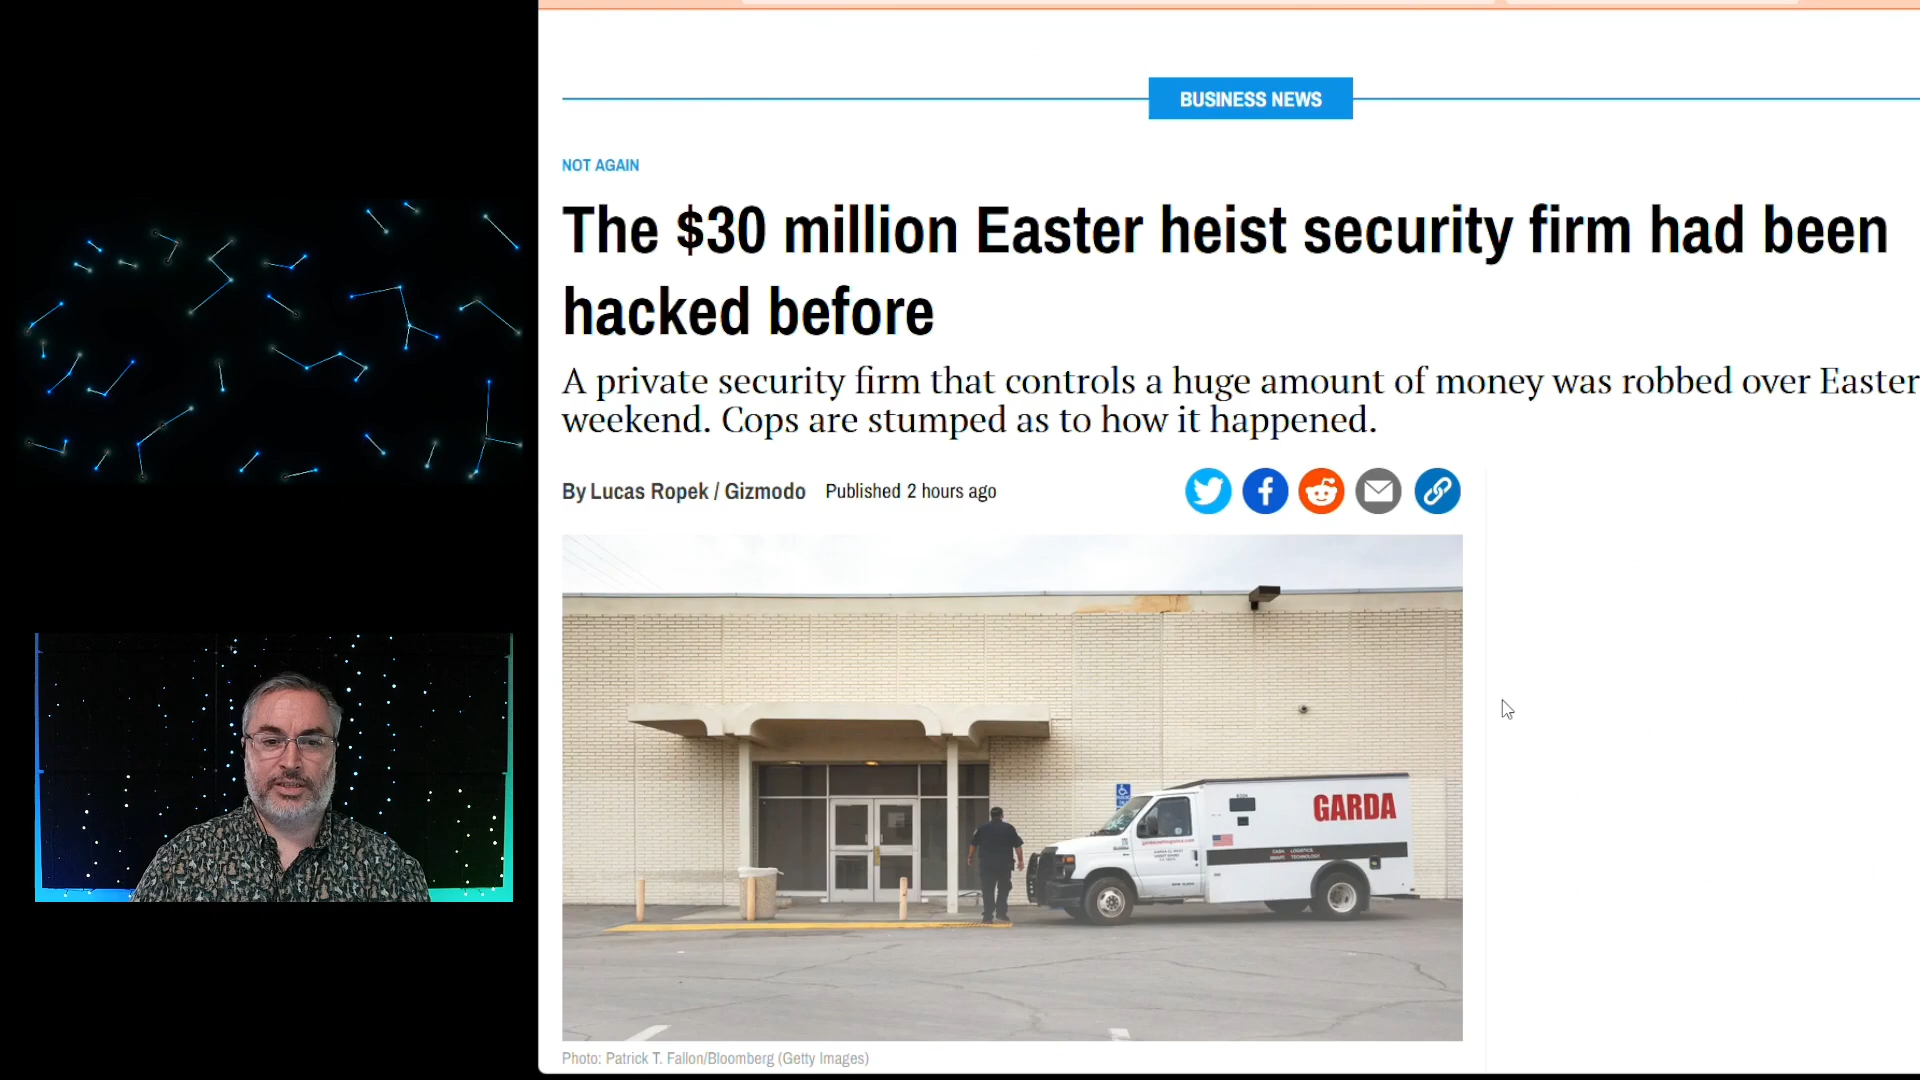 BUSINESS NEWS
NOT AGAIN
The $30 million Easter heist security firm had been
hacked before
A private security firm that controls a huge amount of money was robbed over Easter
weekend. Cops are stumped as to how it happened.
By Lucas Ropek / Gizmodo Published 2 hours ago
GARDA
Photo: Patrick T. Fallon/Bloomberg (Getty Images)